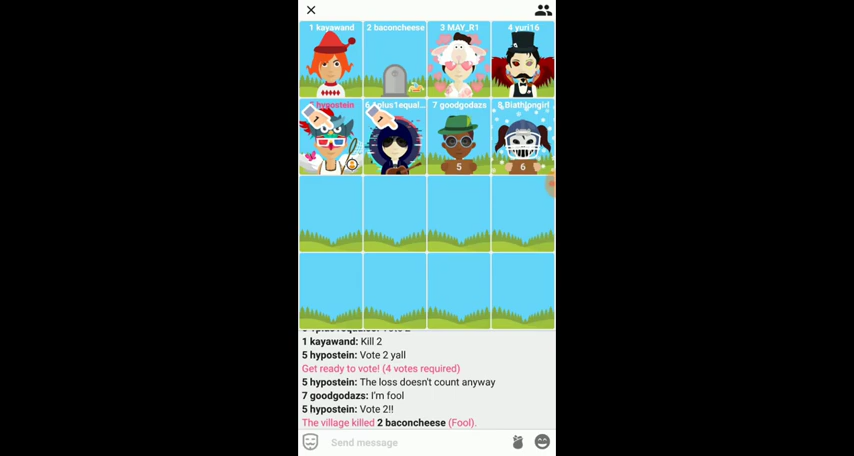 1 kayawand
2 baconcheese
3 MAY_R1
4 yuri16
hypostein
1plus1equal...
7 goodgodazs
8 Biathlongirl
5
6
1 kayawand: Kill 2
5 hypostein: Vote 2 yall
Get ready to vote! (4 votes required)
5 hypostein: The loss doesn't count anyway
7 goodgodazs: I'm fool
5 hypostein: Vote 2!!
The village killed 2 baconcheese (Fool).
Send message